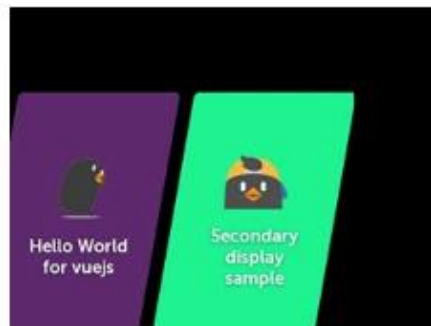 Hello World
for vuejs
Secondary
display
sample